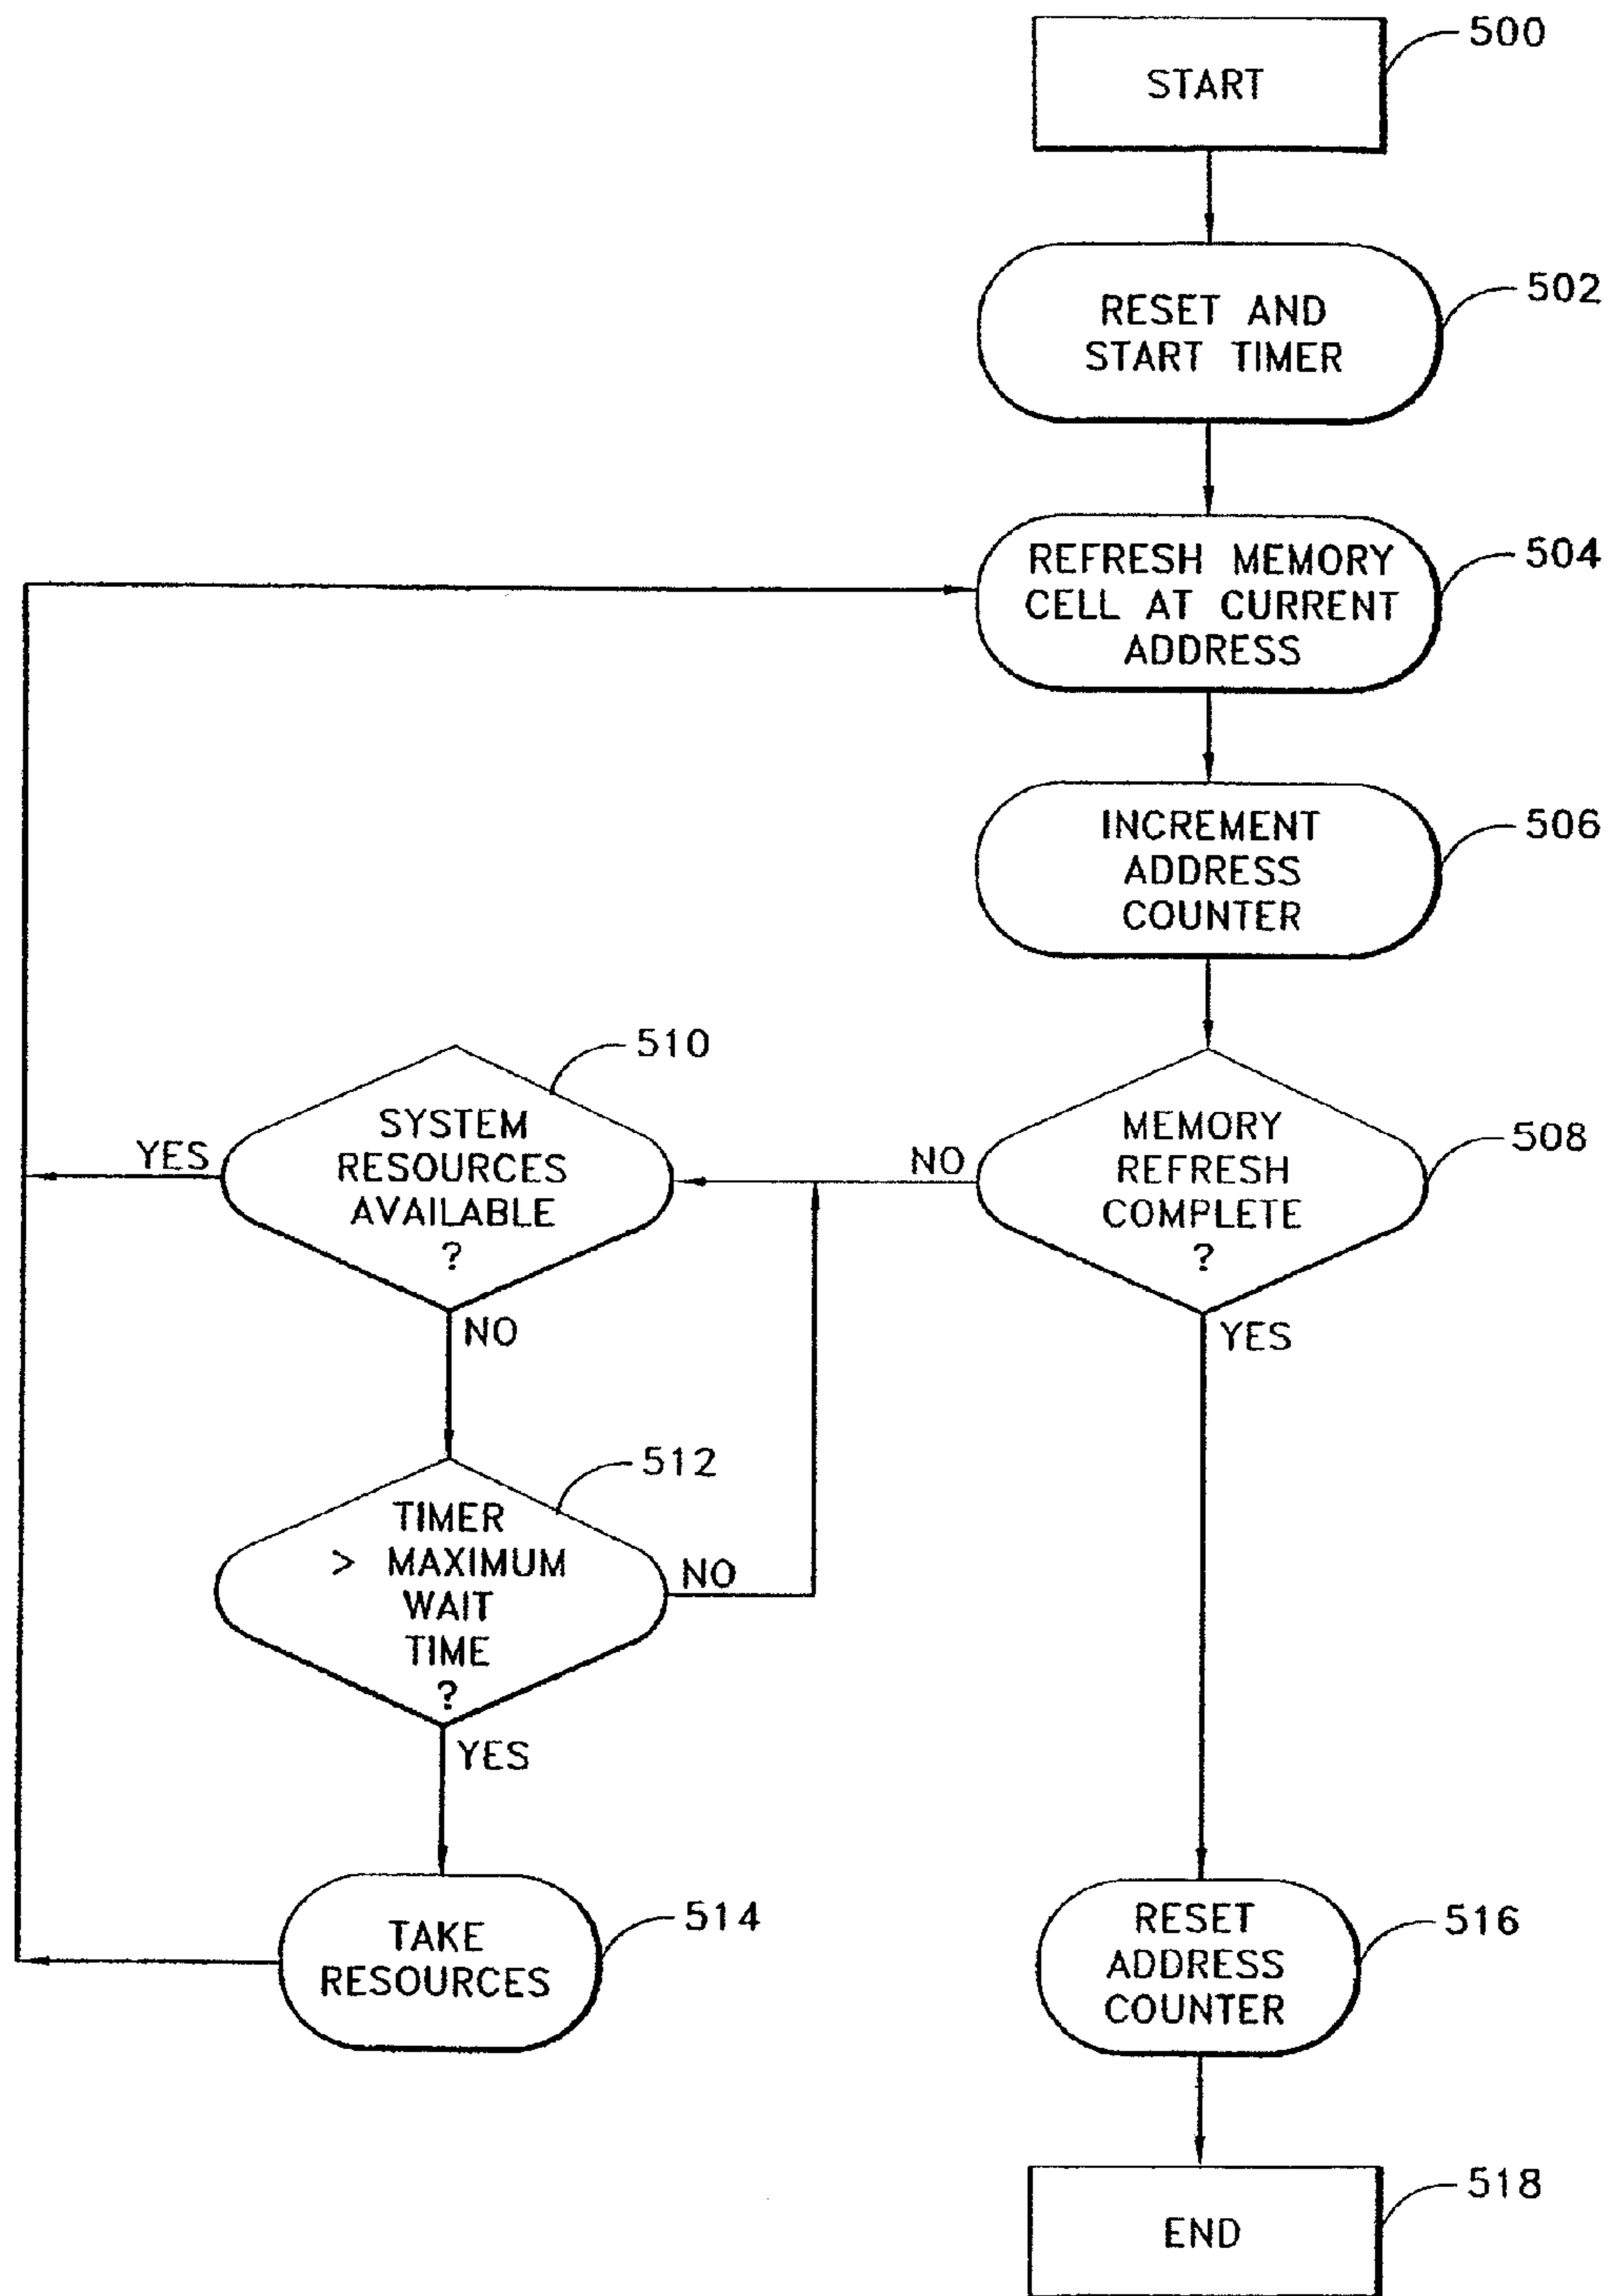 START
500
RESET AND
START TIMER
502
REFRESH MEMORY
CELL AT CURRENT
ADDRESS
504
INCREMENT
ADDRESS
COUNTER
506
MEMORY
REFRESH
COMPLETE
?
508
NO
YES
SYSTEM
RESOURCES
AVAILABLE
?
510
YES
NO
TIMER
> MAXIMUM
WAIT
TIME
?
512
NO
YES
TAKE
RESOURCES
514
RESET
ADDRESS
COUNTER
516
END
518